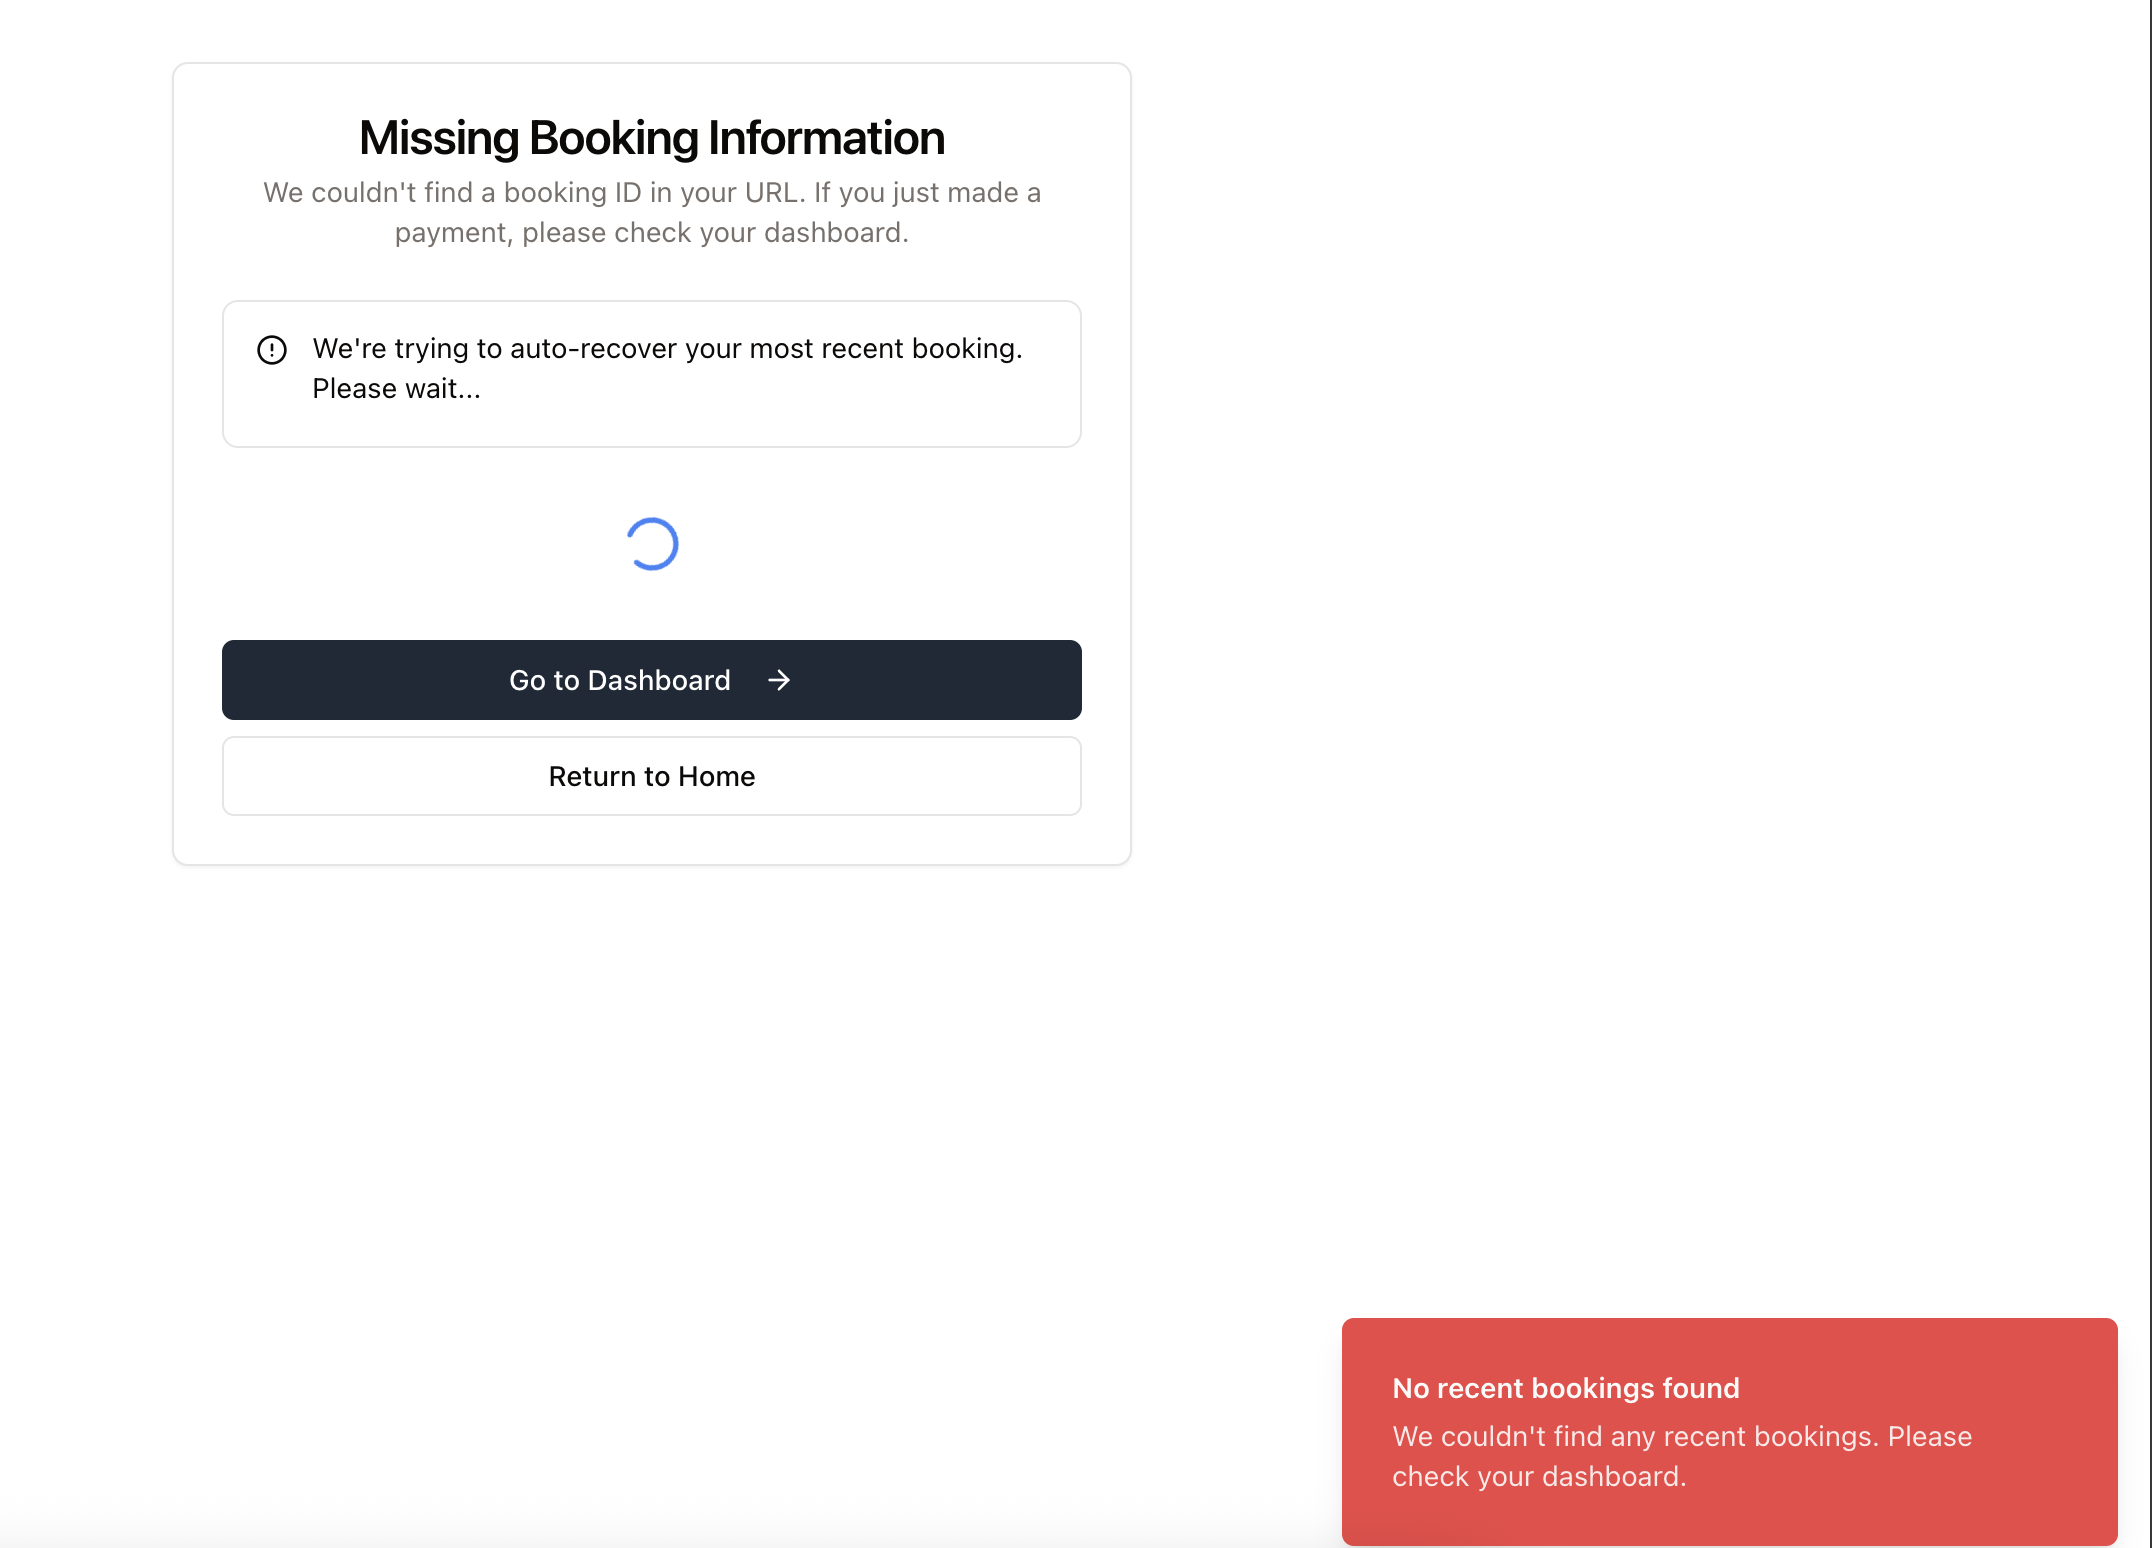 Missing Booking Information
We couldn't find a booking ID in your URL. If you just made a
payment, please check your dashboard.
We're trying to auto-recover your most recent booking.
Please wait...
Go to Dashboard
Return to Home
No recent bookings found
We couldn't find any recent bookings. Please
check your dashboard.